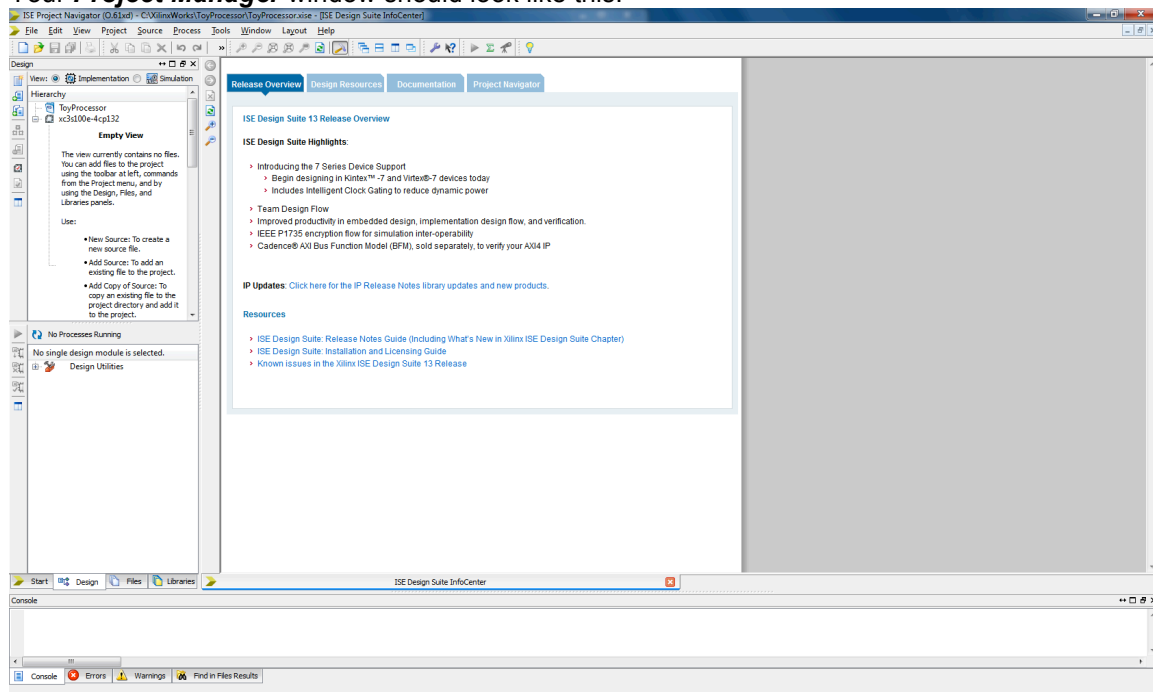 Your Project Manager window should look like this:
ISE Project Navigator (O.61xd) - C:\XilinxWorks\ToyProcessor\ToyProcessor.xise - [ISE Design Suite InfoCenter]
File Edit View Project Source Process Tools Window Layout Help
Design
View: Implementation Simulation
Hierarchy
ToyProcessor
xc3s100e-4cp132
Empty View
The view currently contains no files.
You can add files to the project
using the toolbar at left, commands
from the Project menu, and by
using the Design, Files, and
Libraries panels.
Use:
•New Source: To create a
new source file.
•Add Source: To add an
existing file to the project.
•Add Copy of Source: To
copy an existing file to the
project directory and add it
to the project.
No Processes Running
No single design module is selected.
Design Utilities
Start Design Files Libraries
Release Overview Design Resources Documentation Project Navigator
ISE Design Suite 13 Release Overview
ISE Design Suite Highlights:
› Introducing the 7 Series Device Support
› Begin designing in Kintex™ -7 and Virtex®-7 devices today
› Includes Intelligent Clock Gating to reduce dynamic power
› Team Design Flow
› Improved productivity in embedded design, implementation design flow, and verification.
› IEEE P1735 encryption flow for simulation inter-operability
› Cadence® AXI Bus Function Model (BFM), sold separately, to verify your AXI4 IP
IP Updates: Click here for the IP Release Notes library updates and new products.
Resources
› ISE Design Suite: Release Notes Guide (Including What's New in Xilinx ISE Design Suite Chapter)
› ISE Design Suite: Installation and Licensing Guide
› Known issues in the Xilinx ISE Design Suite 13 Release
ISE Design Suite InfoCenter
Console
Console Errors Warnings Find in Files Results